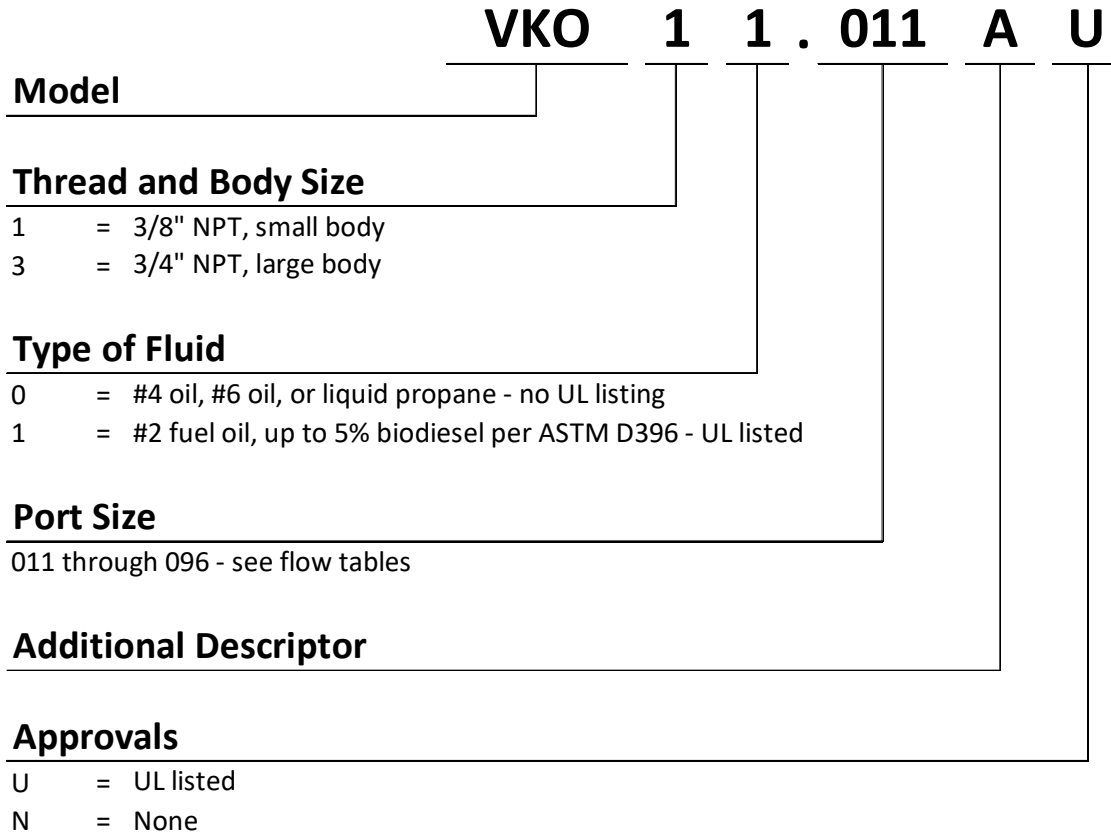 VKO 1 1 . 011 A U
Model
Thread and Body Size
1 = 3/8" NPT, small body
3 = 3/4" NPT, large body
Type of Fluid
0 = #4 oil, #6 oil, or liquid propane - no UL listing
1 = #2 fuel oil, up to 5% biodiesel per ASTM D396 - UL listed
Port Size
011 through 096 - see flow tables
Additional Descriptor
Approvals
U = UL listed
N = None